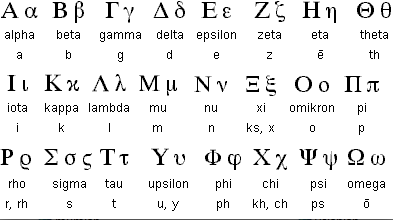 Α α Β β Γ γ Δ δ Ε ε Ζ ζ Η η Θ θ
alpha beta gamma delta epsilon zeta eta theta
a b g d e z ē th
Ι ι Κ κ Λ λ Μ μ Ν ν Ξ ξ Ο ο Π π
iota kappa lambda mu nu xi omikron pi
i k l m n ks, x o p
Ρ ρ Σ σ ς Τ τ Υ υ Φ φ Χ χ Ψ ψ Ω ω
rho sigma tau upsilon phi chi psi omega
r, rh s t u, y ph kh, ch ps ō